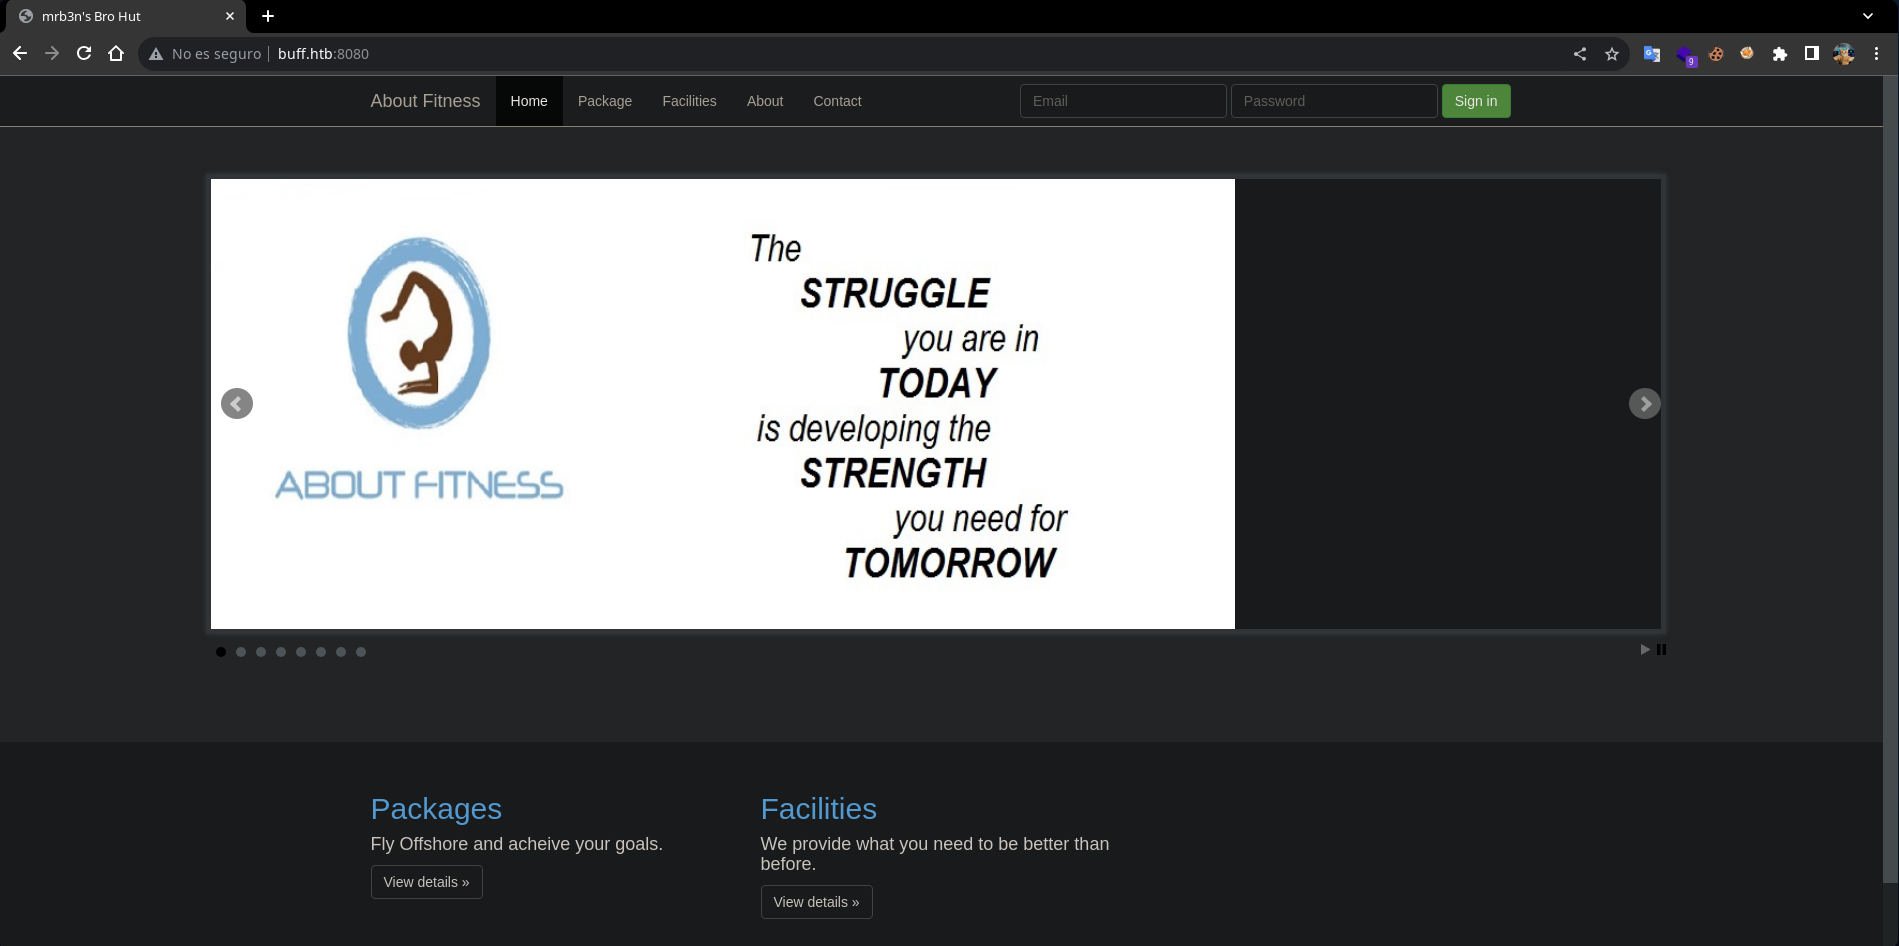 mrb3n's Bro Hut
No es seguro buff.htb:8080
9
About Fitness Home Package Facilities About Contact Email Password Sign in
The
STRUGGLE
you are in
TODAY
is developing the
STRENGTH
you need for
TOMORROW
ABOUT FITNESS
Packages
Fly Offshore and acheive your goals.
View details »
Facilities
We provide what you need to be better than
before.
View details »